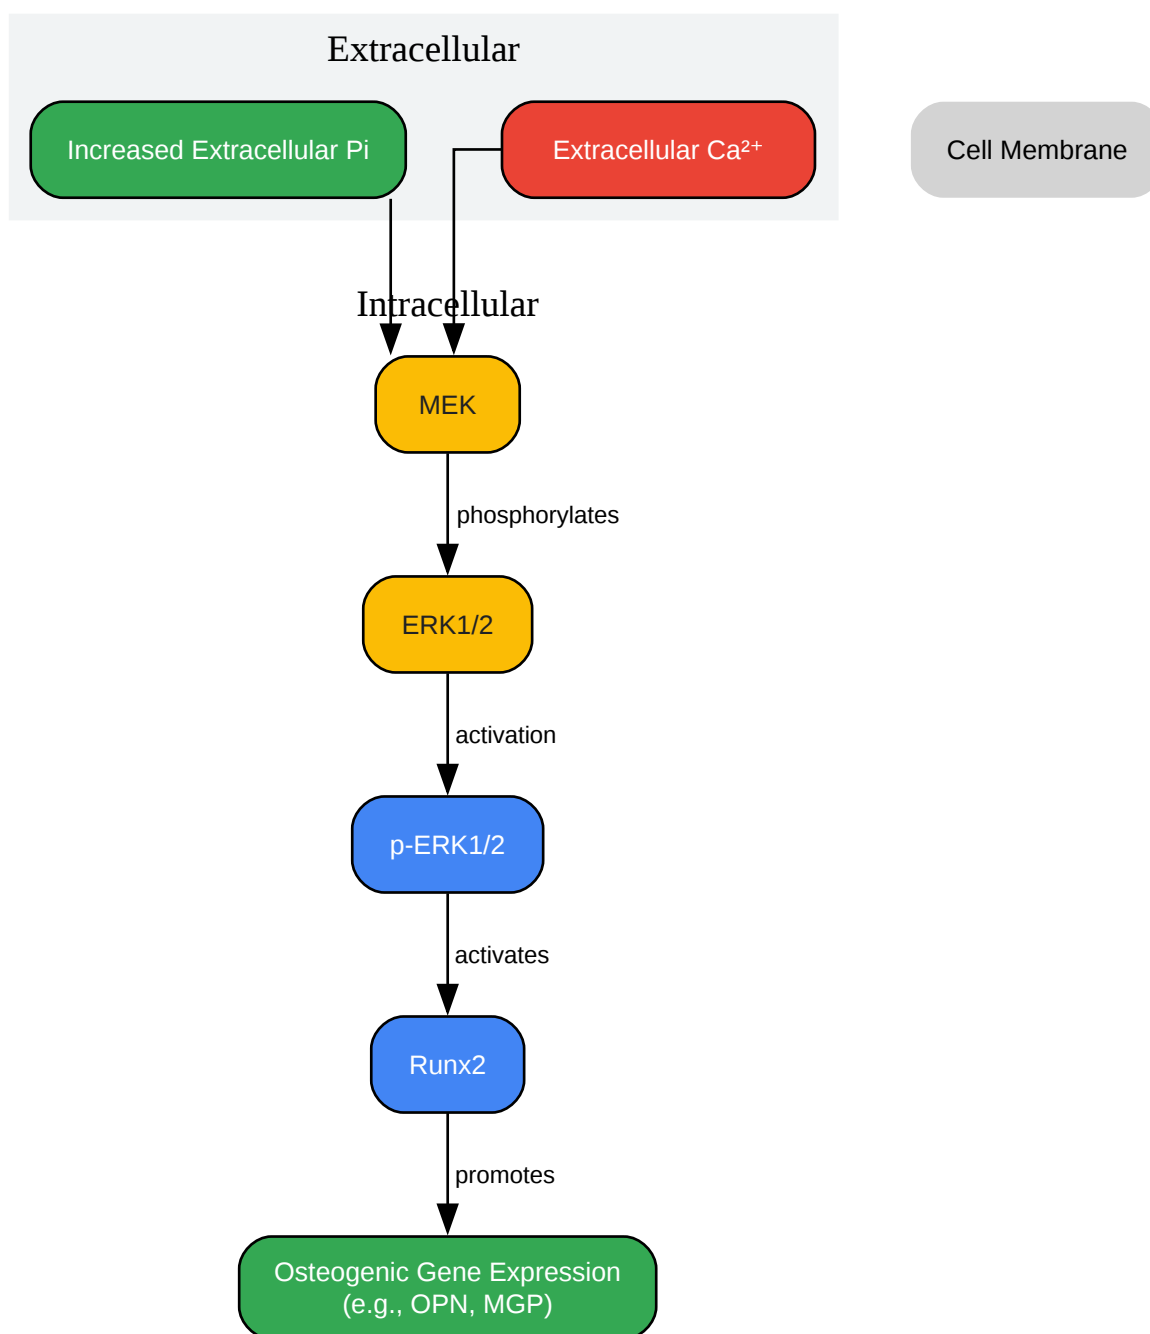 Extracellular
Increased Extracellular Pi
Extracellular Ca²⁺
Cell Membrane
Intracellular
MEK
phosphorylates
ERK1/2
activation
p-ERK1/2
activates
Runx2
promotes
Osteogenic Gene Expression
(e.g., OPN, MGP)